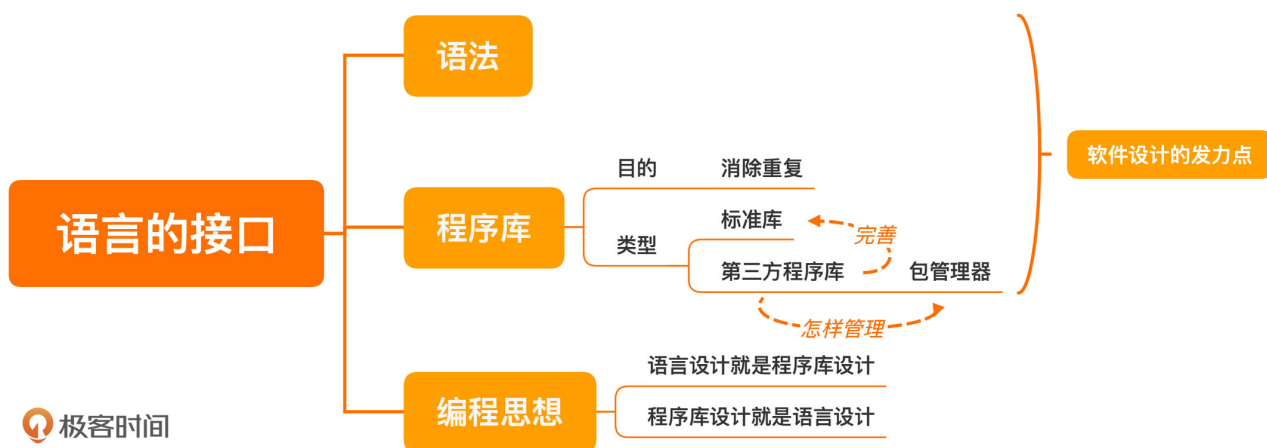 语法
目的
消除重复
软件设计的发力点
语言的接口
程序库
标准库
完善
类型
第三方程序库
包管理器
怎样管理
语言设计就是程序库设计
编程思想
程序库设计就是语言设计
极客时间